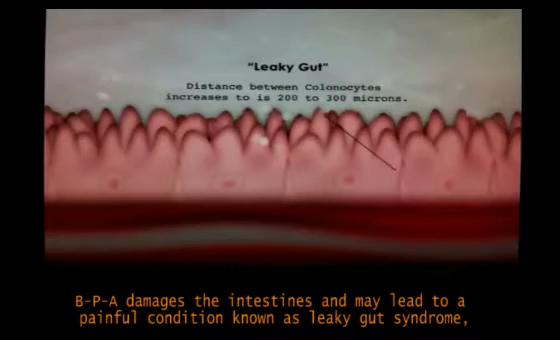 "Leaky Gut"
Distance between Colonocytes
increases to is 200 to 300 microns.
B-P-A damages the intestines and may lead to a
painful condition known as leaky gut syndrome,